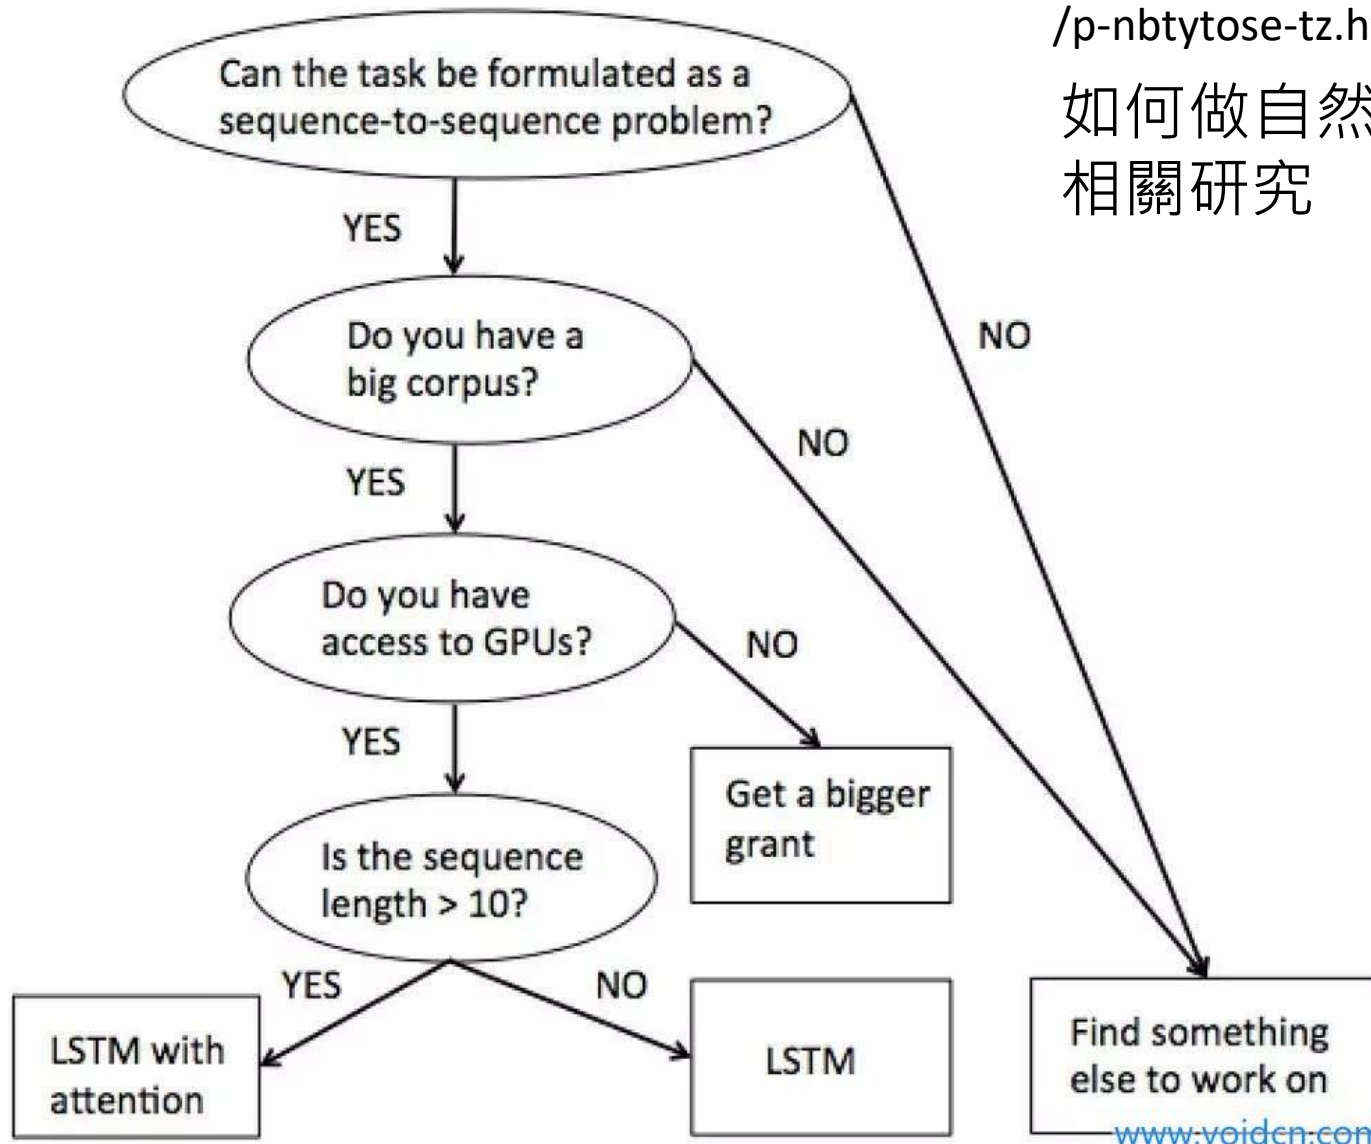 /p-nbtytose-tz.h
如何做自然
相關研究
Can the task be formulated as a
sequence-to-sequence problem?
YES
NO
Do you have a
big corpus?
NO
YES
Do you have
access to GPUs?
NO
YES
Get a bigger
grant
Is the sequence
length > 10?
YES
NO
LSTM with
attention
LSTM
Find something
else to work on
www.voidcn.com